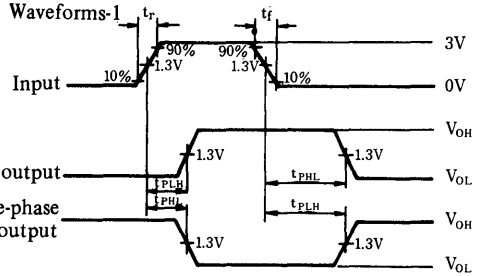 Waveforms-1
tr
tf
90%
90%
3V
1.3V
1.3V
10%
10%
Input
0V
VOH
1.3V
1.3V
output
tPLH
tPHL
VOL
tPHL
tPLH
e-phase
VOH
output
1.3V
1.3V
VOL